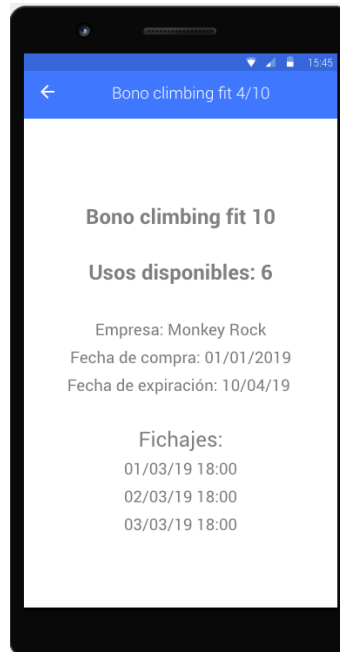 15:45
Bono climbing fit 4/10
Bono climbing fit 10
Usos disponibles: 6
Empresa: Monkey Rock
Fecha de compra: 01/01/2019
Fecha de expiración: 10/04/19
Fichajes:
01/03/19 18:00
02/03/19 18:00
03/03/19 18:00